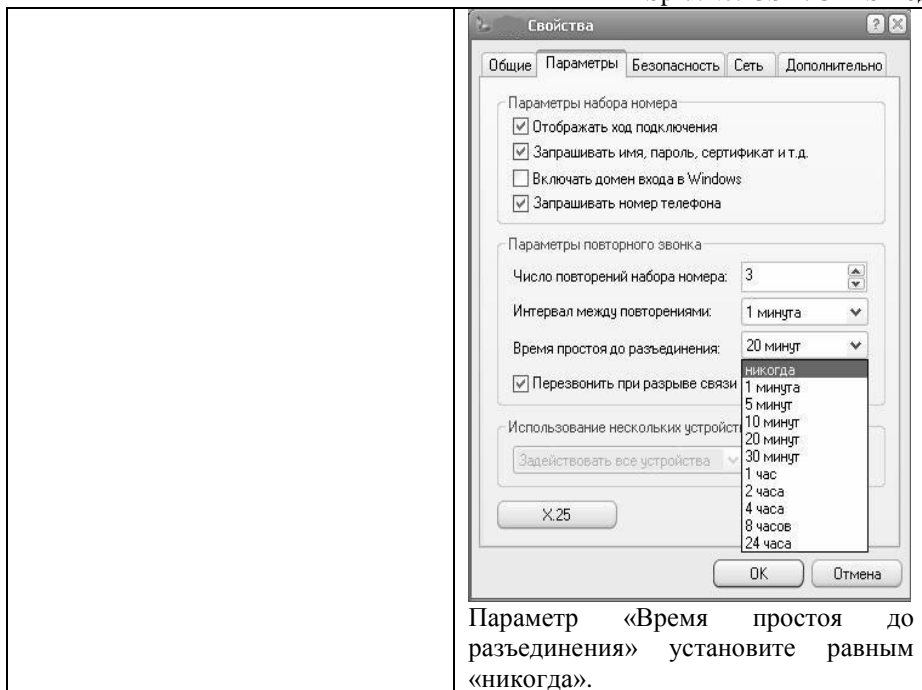 Свойства
Общие Параметры Безопасность Сеть Дополнительно
Параметры набора номера
Отображать ход подключения
Запрашивать имя, пароль, сертификат и т.д.
Включать домен входа в Windows
Запрашивать номер телефона
Параметры повторного звонка
Число повторений набора номера: 3
Интервал между повторениями: 1 минута
Время простоя до разъединения: 20 минут
никогда
Перезвонить при разрыве связи 1 минута
5 минут
Использование нескольких устройст 10 минут
20 минут
30 минут
Задействовать все устройства 1 час
2 часа
X.25 4 часа
8 часов
24 часа
OK Отмена
Параметр «Время простоя до
разъединения» установите равным
«никогда».